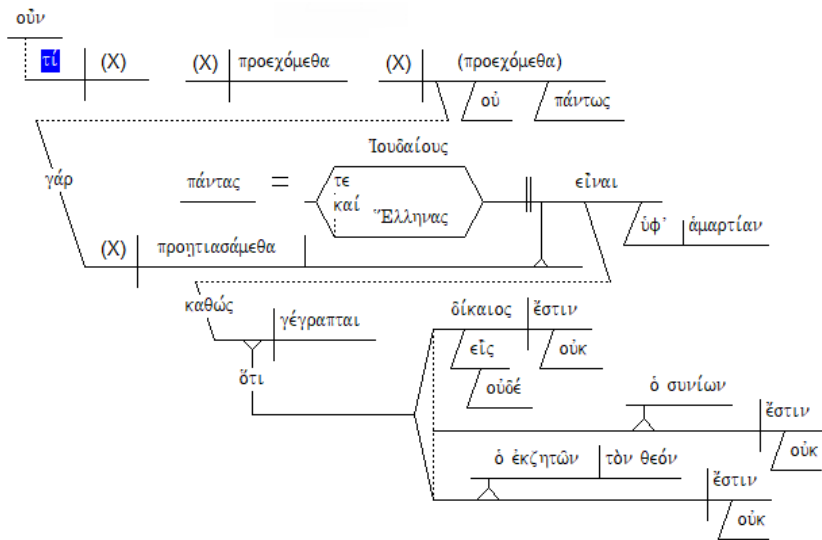 οὖν
τί (X) (X) προεχόμεθα (X) (προεχόμεθα)
οὐ πάντως
Ἰουδαίους
γάρ πάντας = τε εἶναι
καί Ἕλληνας
ὑφ' ἁμαρτίαν
(X) προῃτιασάμεθα
καθώς
γέγραπται δίκαιος ἔστιν
εἷς οὐκ
ὅτι
οὐδέ
ὁ συνίων
ἔστιν
οὐκ
ὁ ἐκζητῶν τὸν θεόν
ἔστιν
οὐκ